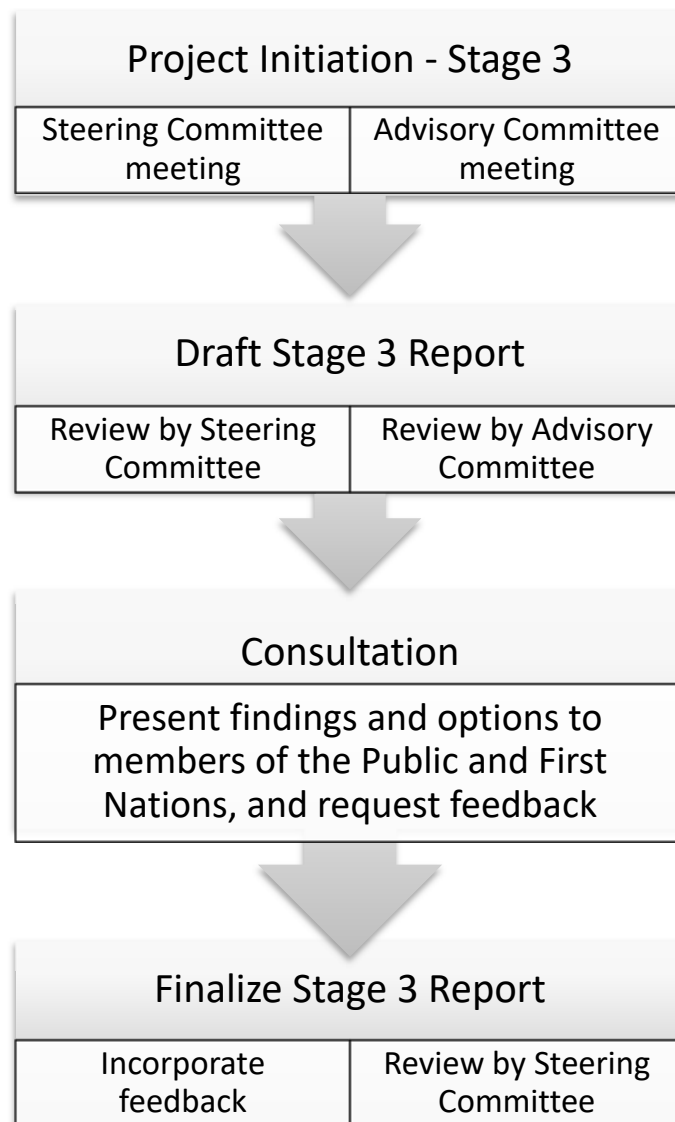 Project Initiation - Stage 3
Steering Committee
meeting
Advisory Committee
meeting
Draft Stage 3 Report
Review by Steering
Committee
Review by Advisory
Committee
Consultation
Present findings and options to
members of the Public and First
Nations, and request feedback
Finalize Stage 3 Report
Incorporate
feedback
Review by Steering
Committee